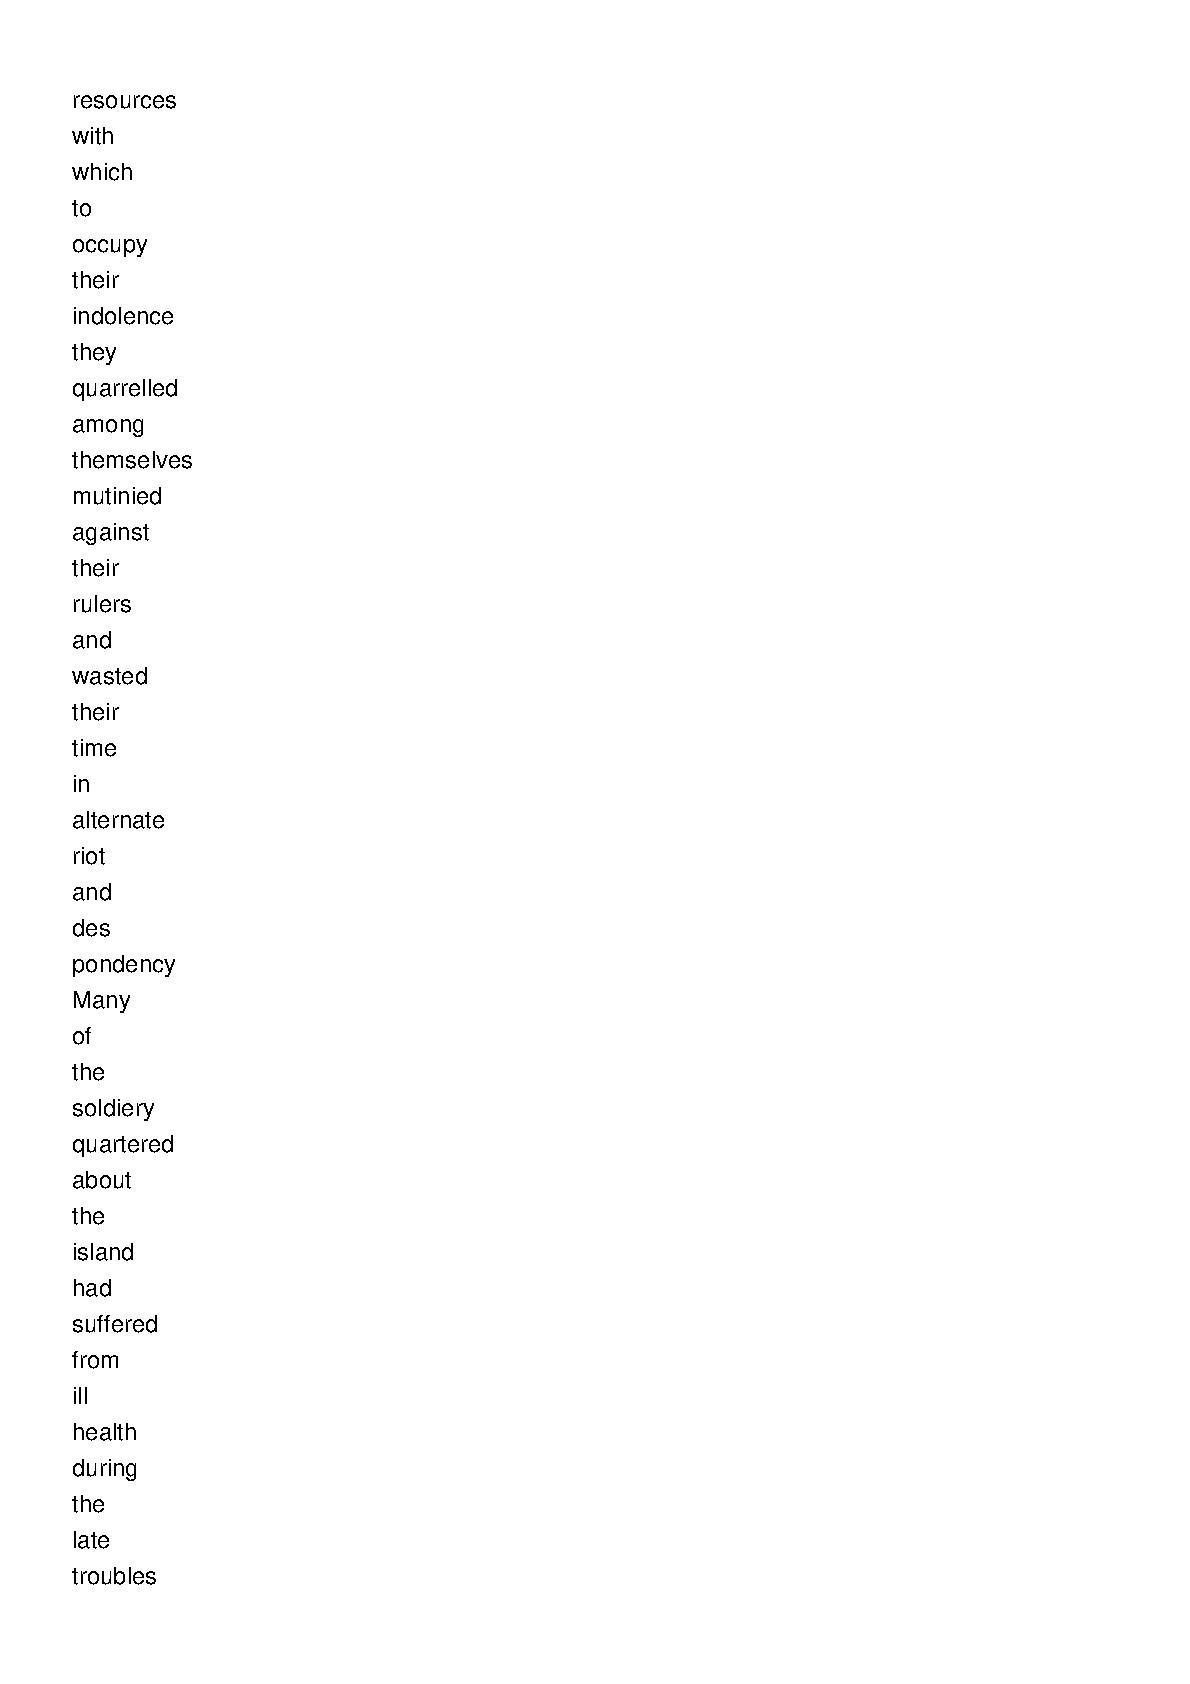 resources
with
which
to
occupy
their
indolence
they
quarrelled
among
themselves
mutinied
against
their
rulers
and
wasted
their
time
in
alternate
riot
and
des
pondency
Many
of
the
soldiery
quartered
about
the
island
had
suffered
from
ill
health
during
the
late
troubles